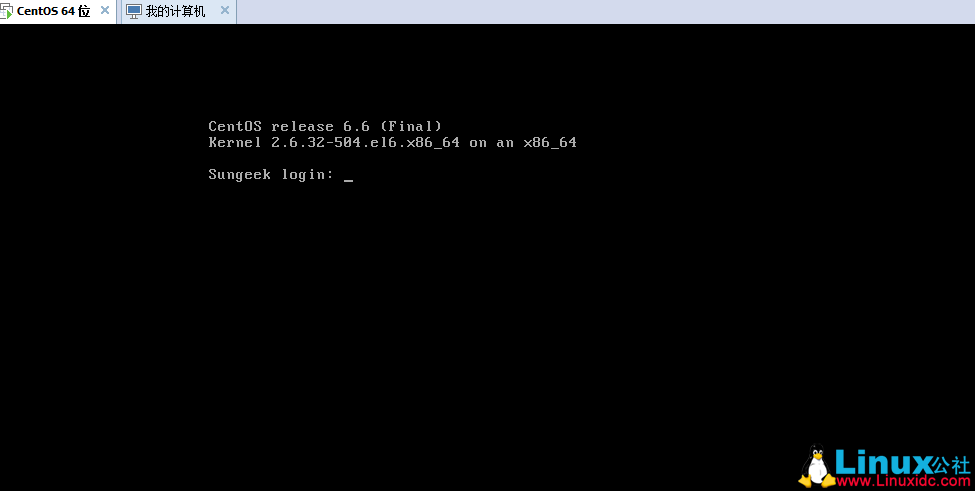 CentOS 64 位
我的计算机
CentOS release 6.6 (Final)
Kernel 2.6.32-504.el6.x86_64 on an x86_64
Sungeek login: _
Linux公社
www.Linuxidc.com